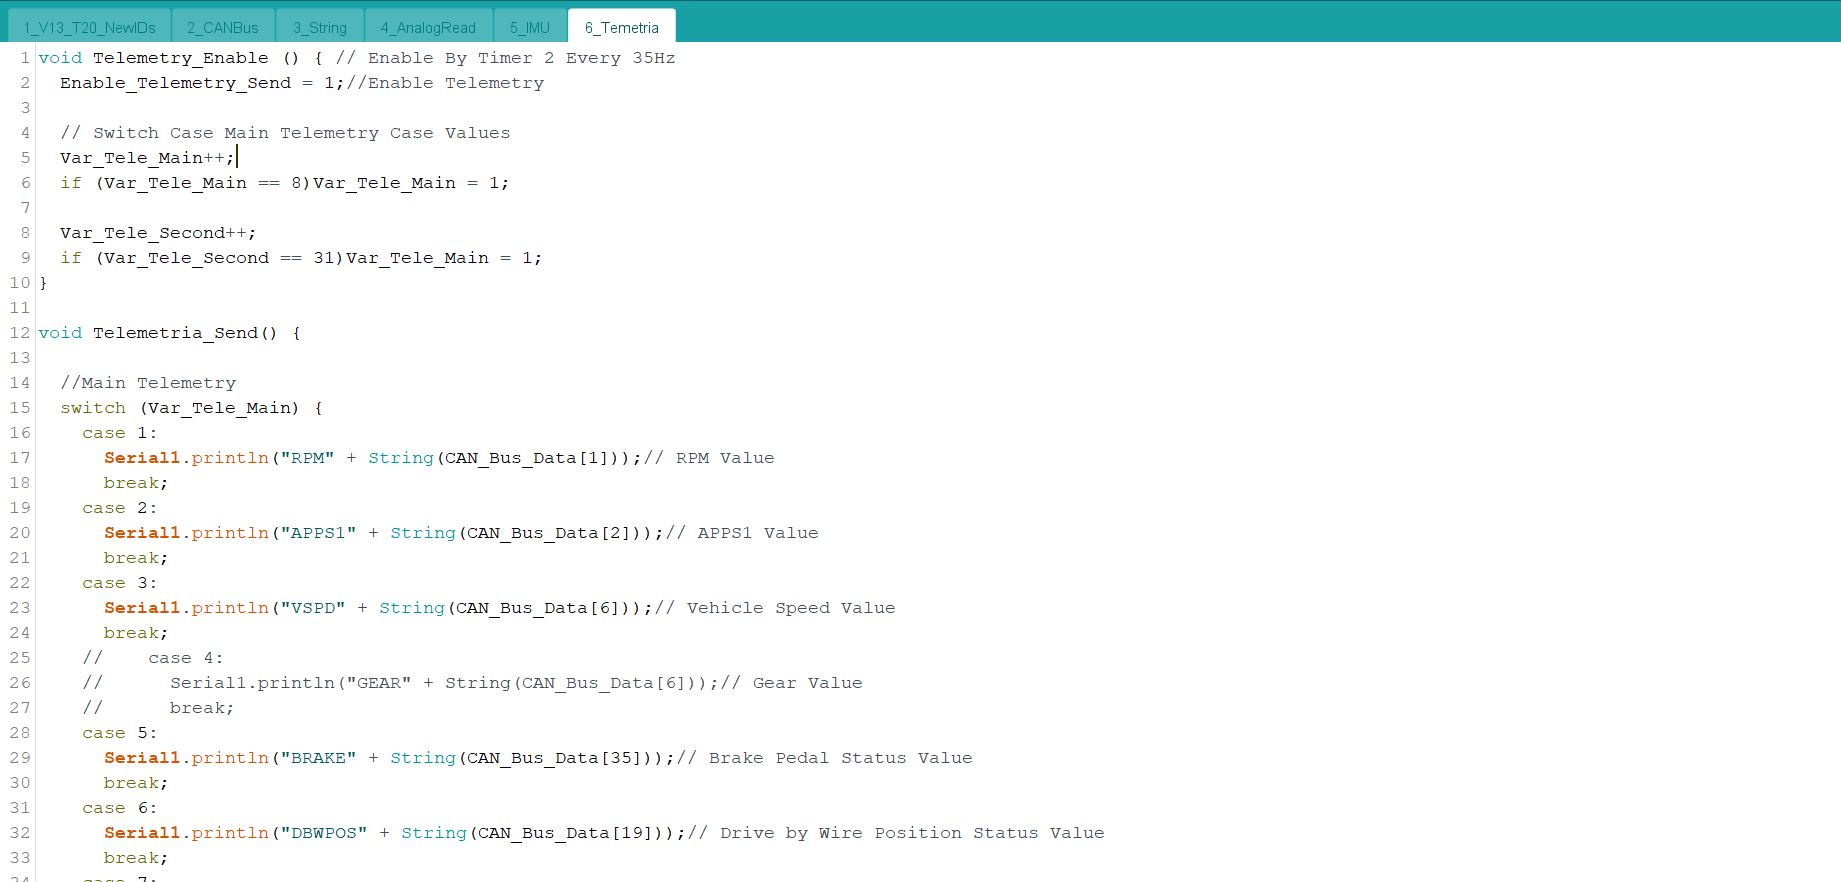 1_V13_T20_NewIDs 2_CANBus 3_String 4_AnalogRead 5_IMU 6_Temetria
1 void Telemetry_Enable () { // Enable By Timer 2 Every 35Hz
2 Enable_Telemetry_Send = 1;//Enable Telemetry
3
4 // Switch Case Main Telemetry Case Values
5 Var_Tele_Main++;
6 if (Var_Tele_Main == 8)Var_Tele_Main = 1;
7
8 Var_Tele_Second++;
9 if (Var_Tele_Second == 31)Var_Tele_Main = 1;
10 }
11
12 void Telemetria_Send() {
13
14 //Main Telemetry
15 switch (Var_Tele_Main) {
16 case 1:
17 Serial1.println("RPM" + String(CAN_Bus_Data[1]));// RPM Value
18 break;
19 case 2:
20 Serial1.println("APPS1" + String(CAN_Bus_Data[2]));// APPS1 Value
21 break;
22 case 3:
23 Serial1.println("VSPD" + String(CAN_Bus_Data[6]));// Vehicle Speed Value
24 break;
25 // case 4:
26 // Serial1.println("GEAR" + String(CAN_Bus_Data[6]));// Gear Value
27 // break;
28 case 5:
29 Serial1.println("BRAKE" + String(CAN_Bus_Data[35]));// Brake Pedal Status Value
30 break;
31 case 6:
32 Serial1.println("DBWPOS" + String(CAN_Bus_Data[19]));// Drive by Wire Position Status Value
33 break;
34 case 7: